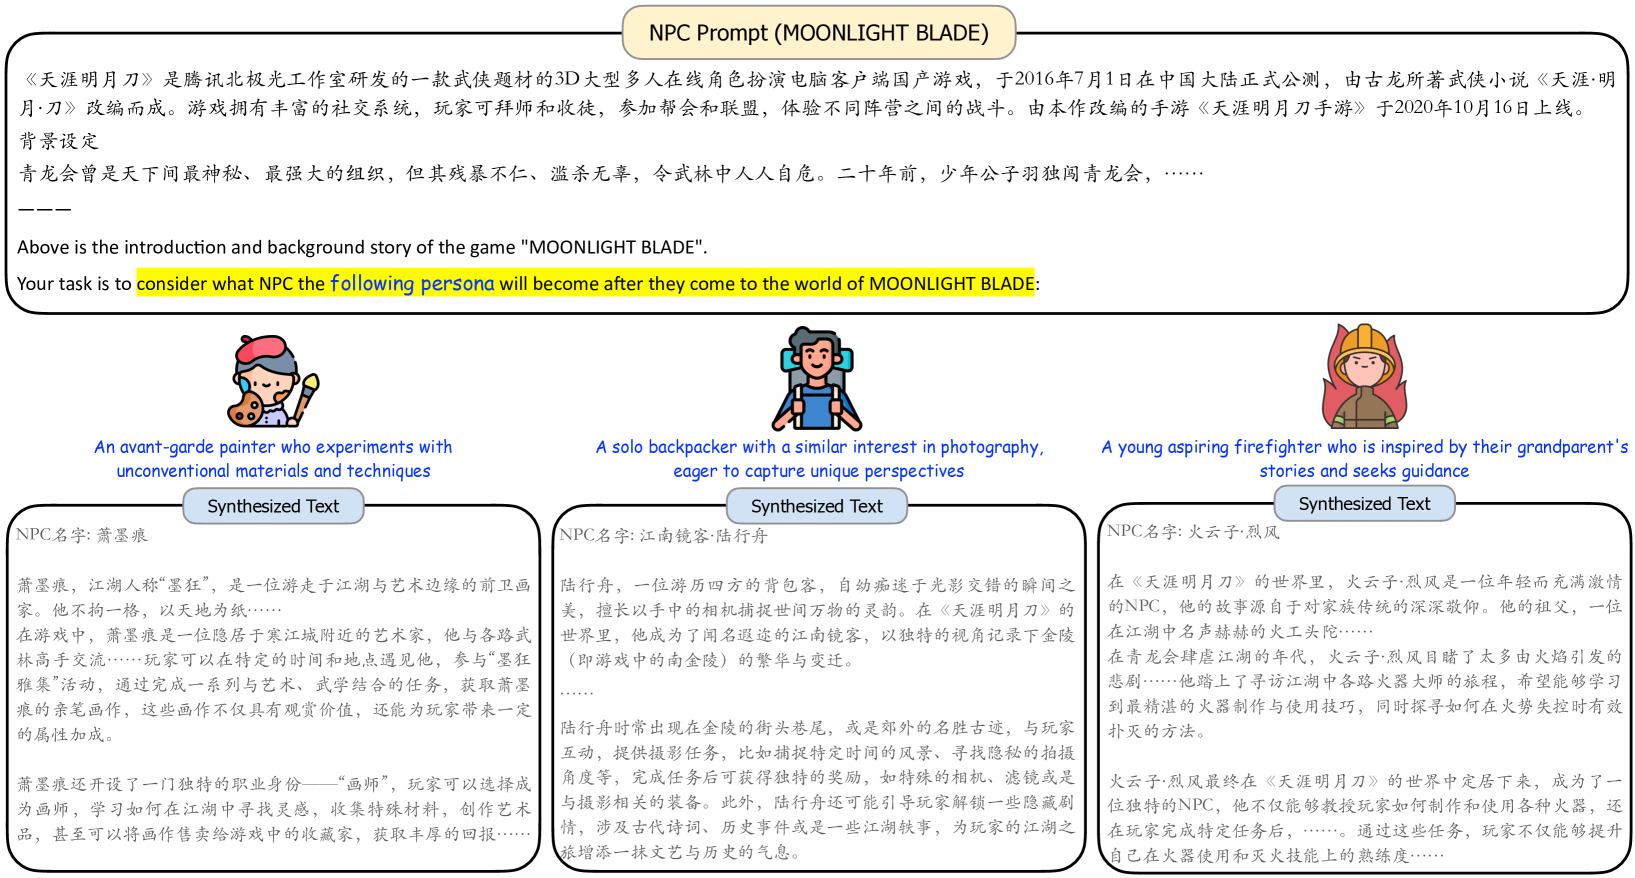 NPC Prompt (MOONLIGHT BLADE)
《天涯明月刀》是腾讯北极光工作室研发的一款武侠题材的3D大型多人在线角色扮演电脑客户端国产游戏，于2016年7月1日在中国大陆正式公测，由古龙所著武侠小说《天涯·明
月·刀》改编而成。游戏拥有丰富的社交系统，玩家可拜师和收徒，参加帮会和联盟，体验不同阵营之间的战斗。由本作改编的手游《天涯明月刀手游》于2020年10月16日上线。
背景设定
青龙会曾是天下间最神秘、最强大的组织，但其残暴不仁、滥杀无辜，令武林中人人自危。二十年前，少年公子羽独闯青龙会，……
———
Above is the introduction and background story of the game "MOONLIGHT BLADE".
Your task is to consider what NPC the following persona will become after they come to the world of MOONLIGHT BLADE:
An avant-garde painter who experiments with
unconventional materials and techniques
Synthesized Text
NPC名字: 萧墨痕
萧墨痕，江湖人称“墨狂”，是一位游走于江湖与艺术边缘的前卫画
家。他不拘一格，以天地为纸……
在游戏中，萧墨痕是一位隐居于寒江城附近的艺术家，他与各路武
林高手交流……玩家可以在特定的时间和地点遇见他，参与“墨狂
雅集”活动，通过完成一系列与艺术、武学结合的任务，获取萧墨
痕的亲笔画作，这些画作不仅具有观赏价值，还能为玩家带来一定
的属性加成。
萧墨痕还开设了一门独特的职业身份——“画师”，玩家可以选择成
为画师，学习如何在江湖中寻找灵感，收集特殊材料，创作艺术
品，甚至可以将画作售卖给游戏中的收藏家，获取丰厚的回报……
A solo backpacker with a similar interest in photography,
eager to capture unique perspectives
Synthesized Text
NPC名字: 江南镜客·陆行舟
陆行舟，一位游历四方的背包客，自幼痴迷于光影交错的瞬间之
美，擅长以手中的相机捕捉世间万物的灵韵。在《天涯明月刀》的
世界里，他成为了闻名遐迩的江南镜客，以独特的视角记录下金陵
（即游戏中的南金陵）的繁华与变迁。
……
陆行舟时常出现在金陵的街头巷尾，或是郊外的名胜古迹，与玩家
互动，提供摄影任务，比如捕捉特定时间的风景、寻找隐秘的拍摄
角度等，完成任务后可获得独特的奖励，如特殊的相机、滤镜或是
与摄影相关的装备。此外，陆行舟还可能引导玩家解锁一些隐藏剧
情，涉及古代诗词、历史事件或是一些江湖轶事，为玩家的江湖之
旅增添一抹文艺与历史的气息。
A young aspiring firefighter who is inspired by their grandparent's
stories and seeks guidance
Synthesized Text
NPC名字: 火云子·烈风
在《天涯明月刀》的世界里，火云子·烈风是一位年轻而充满激情
的NPC，他的故事源自于对家族传统的深深敬仰。他的祖父，一位
在江湖中名声赫赫的火工头陀……
在青龙会肆虐江湖的年代，火云子·烈风目睹了太多由火焰引发的
悲剧……他踏上了寻访江湖中各路火器大师的旅程，希望能够学习
到最精湛的火器制作与使用技巧，同时探寻如何在火势失控时有效
扑灭的方法。
火云子·烈风最终在《天涯明月刀》的世界中定居下来，成为了一
位独特的NPC，他不仅能够教授玩家如何制作和使用各种火器，还
在玩家完成特定任务后，……。通过这些任务，玩家不仅能够提升
自己在火器使用和灭火技能上的熟练度……